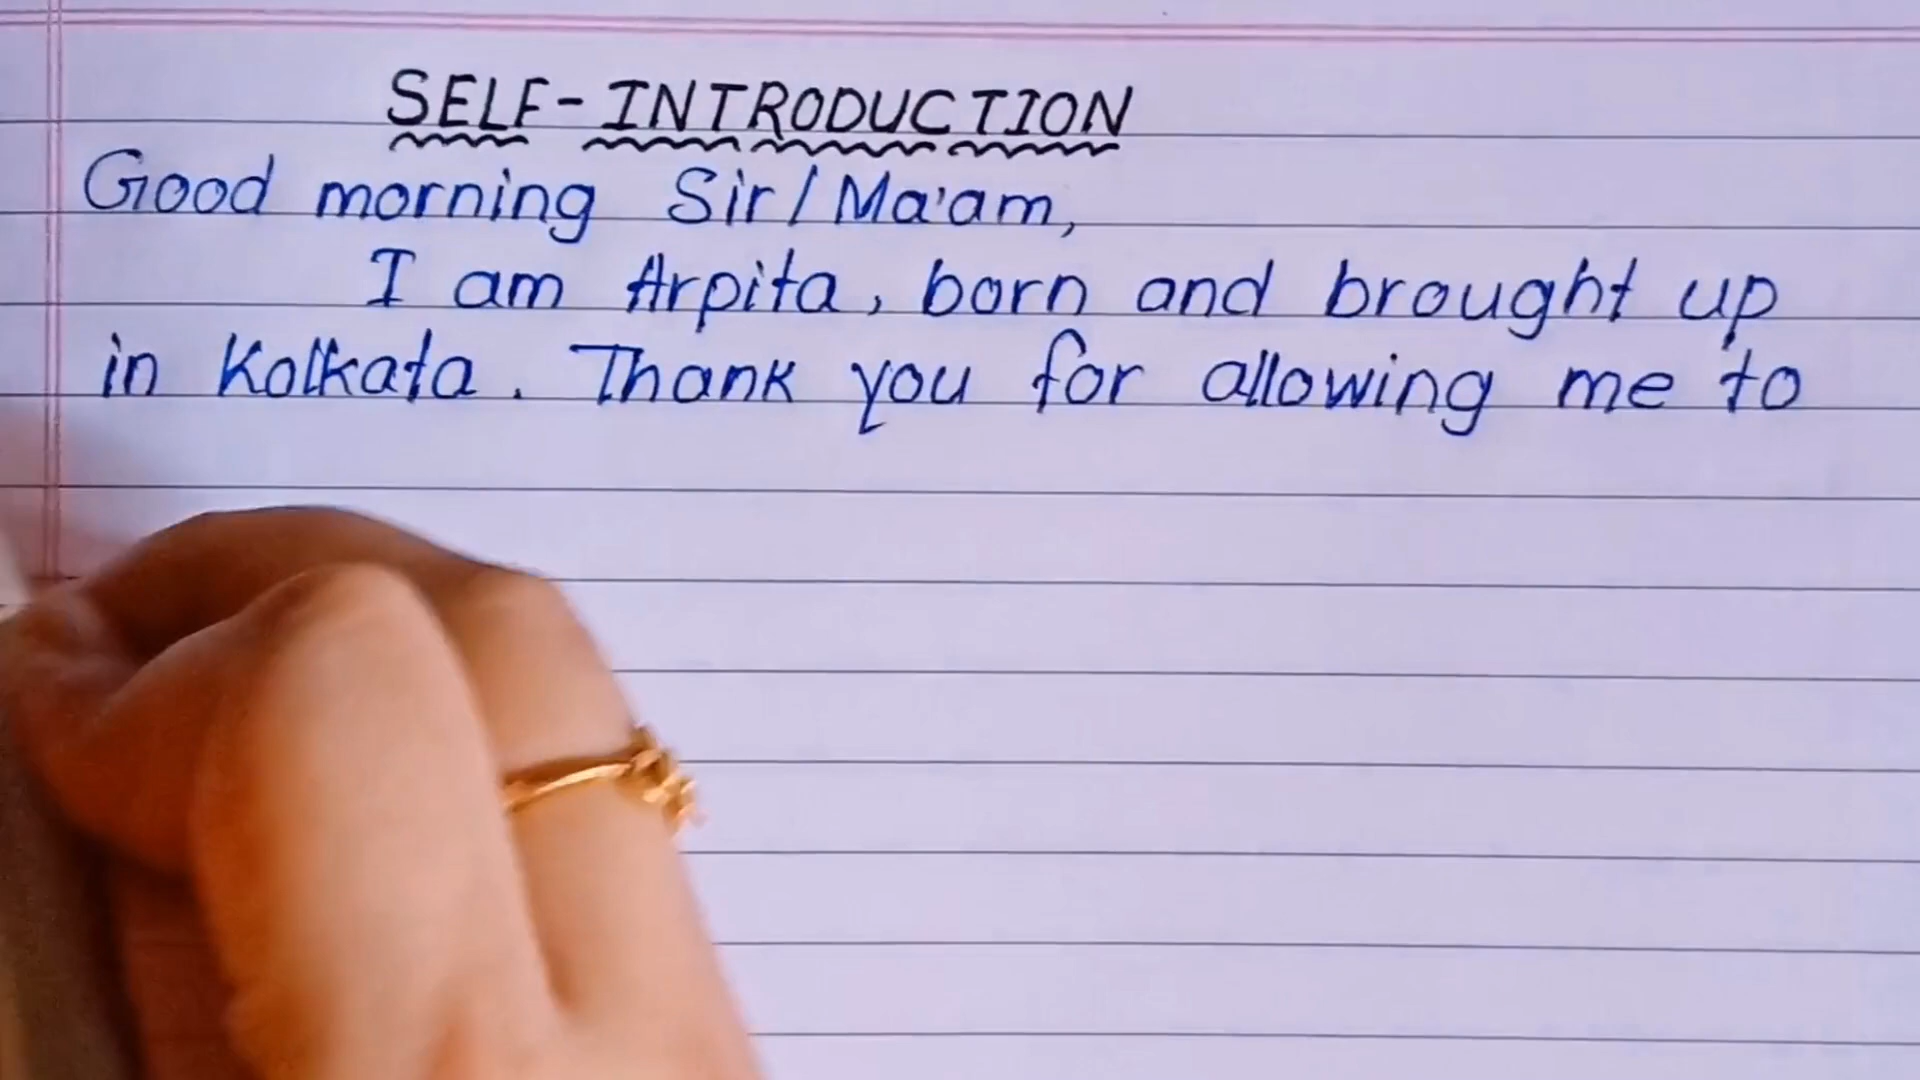 SELF-INTRODUCTION
Good morning Sir/Ma'am,
I am Arpita, born and brought up
in Kolkata. Thank you for allowing me to